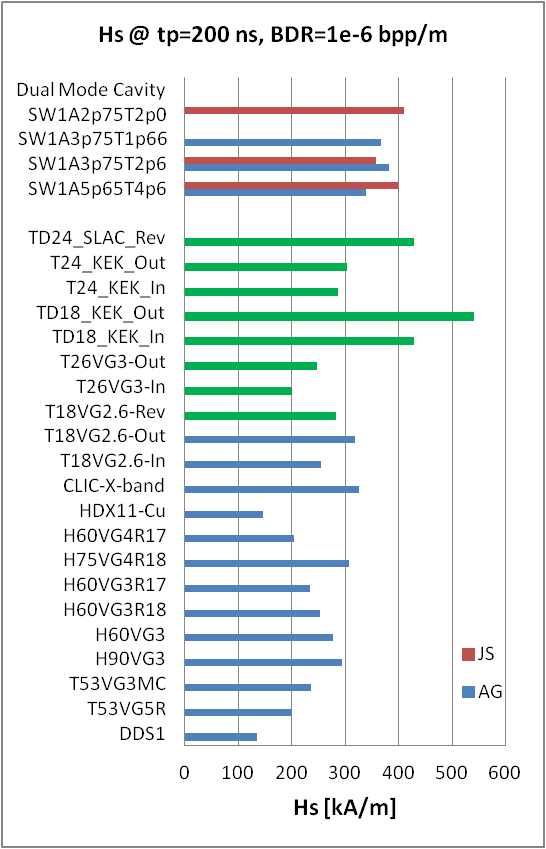 Hs @ tp=200 ns, BDR=1e-6 bpp/m
Dual Mode Cavity
SW1A2p75T2p0
SW1A3p75T1p66
SW1A3p75T2p6
SW1A5p65T4p6
TD24_SLAC_Rev
T24_KEK_Out
T24_KEK_In
TD18_KEK_Out
TD18_KEK_In
T26VG3-Out
T26VG3-In
T18VG2.6-Rev
T18VG2.6-Out
T18VG2.6-In
CLIC-X-band
HDX11-Cu
H60VG4R17
H75VG4R18
H60VG3R17
H60VG3R18
H60VG3
H90VG3
T53VG3MC
T53VG5R
DDS1
JS
AG
0 100 200 300 400 500 600
Hs [kA/m]